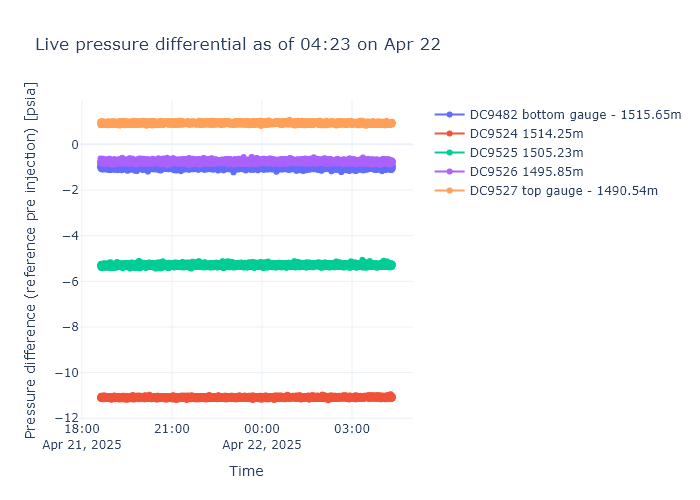 Live pressure differential as of 04:23 on Apr 22
Pressure difference (reference pre injection) [psia]
0
−2
−4
−6
−8
−10
−12
18:00
Apr 21, 2025
21:00
00:00
Apr 22, 2025
03:00
Time
DC9482 bottom gauge - 1515.65m
DC9524 1514.25m
DC9525 1505.23m
DC9526 1495.85m
DC9527 top gauge - 1490.54m